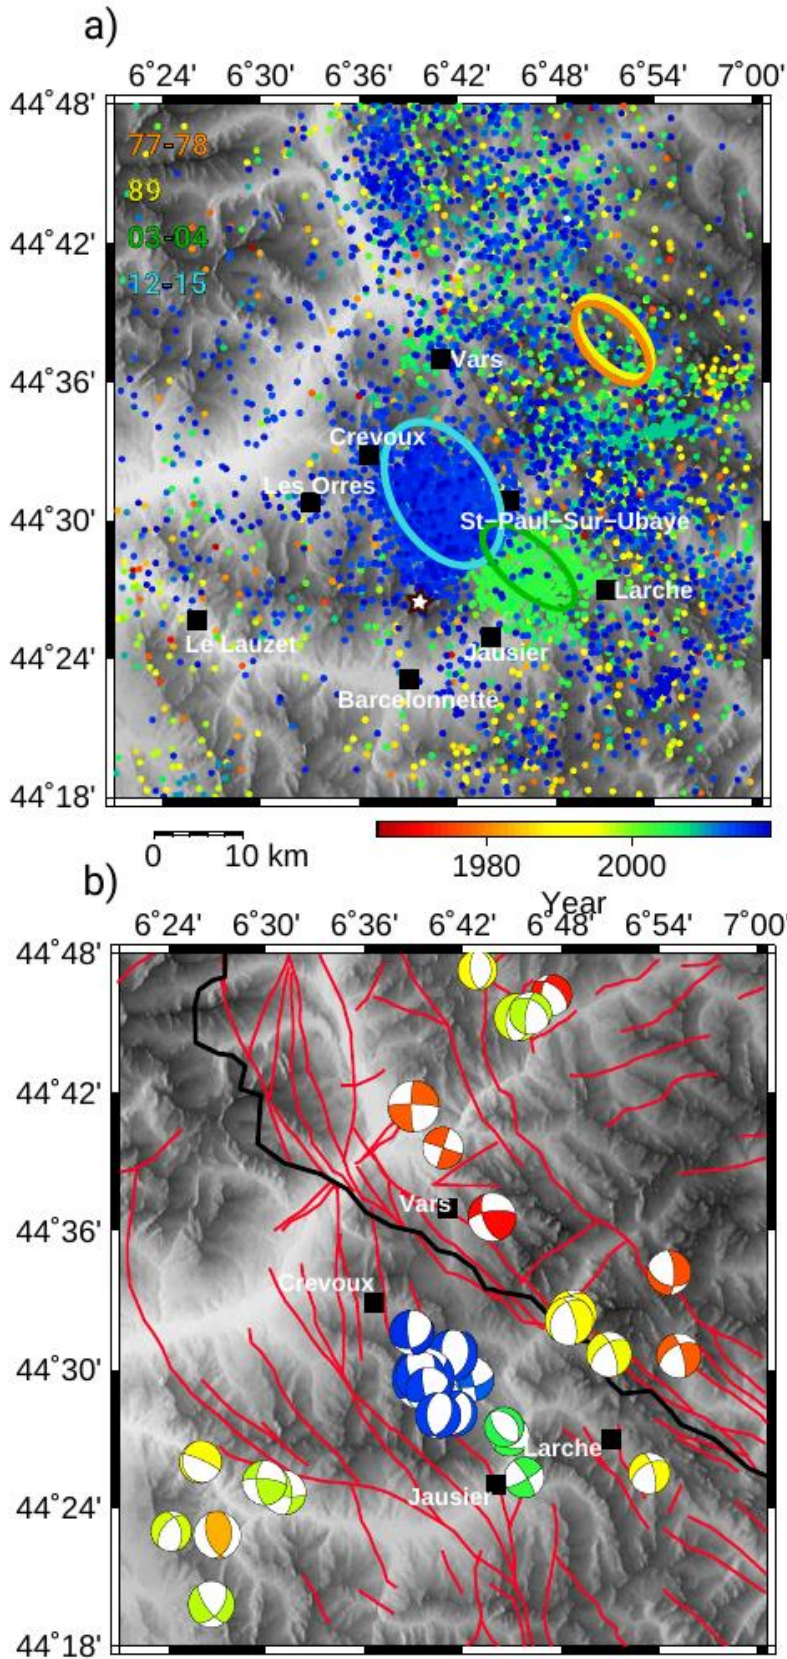 a)
6°24' 6°30' 6°36' 6°42' 6°48' 6°54' 7°00'
44°48'
77-78
89
03-04
44°42'
12-15
Vars
44°36'
Crevoux
Les Orres
44°30'
St-Paul-Sur-Ubaye
Larche
44°24'
Le Lauzet
Jausier
Barcelonnette
44°18'
0 10 km
1980 2000
Year
b)
6°24' 6°30' 6°36' 6°42' 6°48' 6°54' 7°00'
44°48'
44°42'
Vars
44°36'
Crevoux
44°30'
Larche
44°24'
Jausier
44°18'